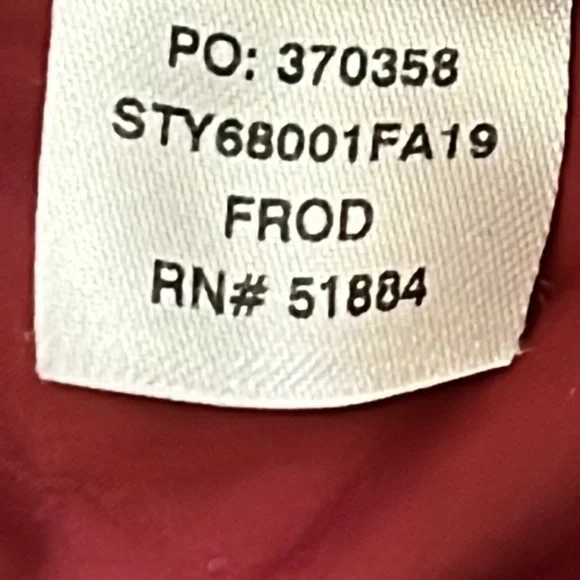 PO: 370358
STY68001FA19
FROD
RN# 51884